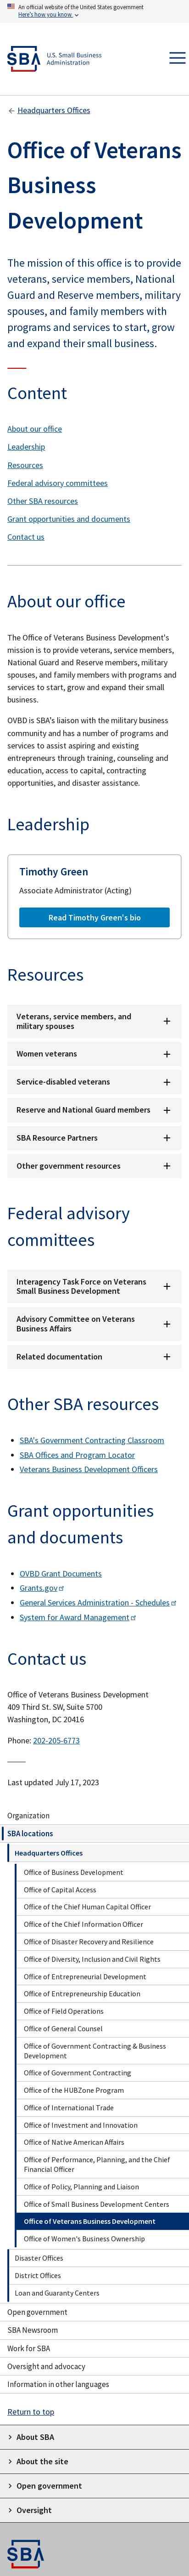 An official website of the United States government
Here's how you know
SBA
U.S. Small Business
Administration
Headquarters Offices
Office of Veterans
Business
Development
The mission of this office is to provide
veterans, service members, National
Guard and Reserve members, military
spouses, and family members with
programs and services to start, grow
and expand their small business.
Content
About our office
Leadership
Resources
Federal advisory committees
Other SBA resources
Grant opportunities and documents
Contact us
About our office
The Office of Veterans Business Development's
mission is to provide veterans, service members,
National Guard and Reserve members, military
spouses, and family members with programs and
services to start, grow and expand their small
business.
OVBD is SBA's liaison with the military business
community and has a number of programs and
services to assist aspiring and existing
entrepreneurs through training, counseling and
education, access to capital, contracting
opportunities, and disaster assistance.
Leadership
Timothy Green
Associate Administrator (Acting)
Read Timothy Green's bio
Resources
Veterans, service members, and
military spouses
Women veterans
Service-disabled veterans
Reserve and National Guard members
SBA Resource Partners
Other government resources
Federal advisory
committees
Interagency Task Force on Veterans
Small Business Development
Advisory Committee on Veterans
Business Affairs
Related documentation
Other SBA resources
SBA's Government Contracting Classroom
SBA Offices and Program Locator
Veterans Business Development Officers
Grant opportunities
and documents
OVBD Grant Documents
Grants.gov
General Services Administration - Schedules
System for Award Management
Contact us
Office of Veterans Business Development
409 Third St. SW, Suite 5700
Washington, DC 20416
Phone: 202-205-6773
Last updated July 17, 2023
Organization
SBA locations
Headquarters Offices
Office of Business Development
Office of Capital Access
Office of the Chief Human Capital Officer
Office of the Chief Information Officer
Office of Disaster Recovery and Resilience
Office of Diversity, Inclusion and Civil Rights
Office of Entrepreneurial Development
Office of Entrepreneurship Education
Office of Field Operations
Office of General Counsel
Office of Government Contracting & Business
Development
Office of Government Contracting
Office of the HUBZone Program
Office of International Trade
Office of Investment and Innovation
Office of Native American Affairs
Office of Performance, Planning, and the Chief
Financial Officer
Office of Policy, Planning and Liaison
Office of Small Business Development Centers
Office of Veterans Business Development
Office of Women's Business Ownership
Disaster Offices
District Offices
Loan and Guaranty Centers
Open government
SBA Newsroom
Work for SBA
Oversight and advocacy
Information in other languages
Return to top
About SBA
About the site
Open government
Oversight
SBA